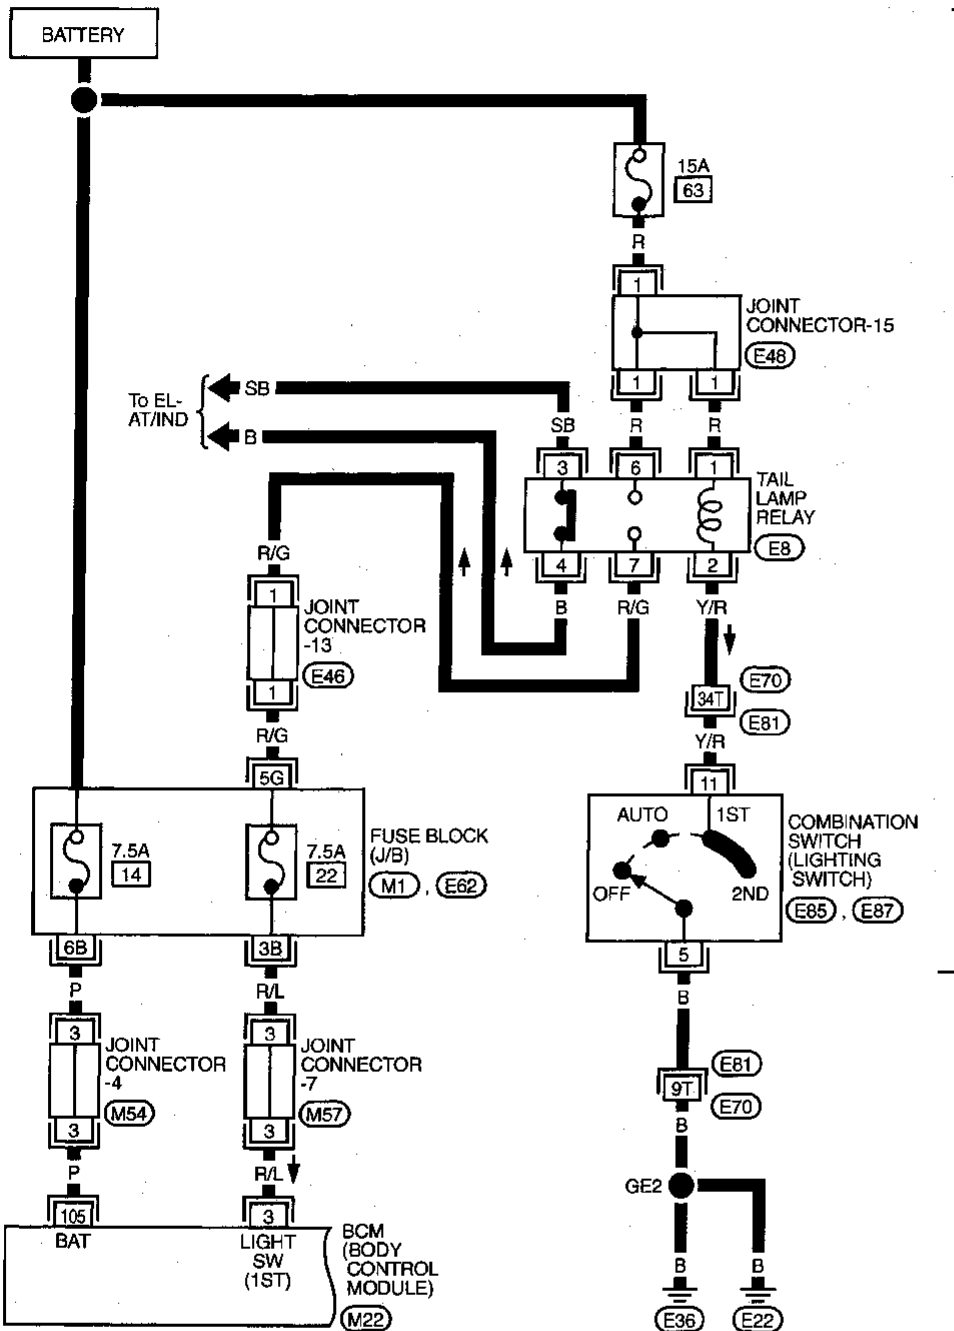 BATTERY
15A
63
R
1
JOINT
CONNECTOR-15
E48
1
1
To EL-
AT/IND
SB
B
SB
R
R
3
6
1
TAIL
LAMP
RELAY
E8
4
7
2
B
R/G
Y/R
R/G
1
JOINT
CONNECTOR
-13
E46
1
R/G
5G
34T
E70
E81
Y/R
11
7.5A
14
7.5A
22
FUSE BLOCK
(J/B)
M1 , E62
AUTO
1ST
OFF
2ND
COMBINATION
SWITCH
(LIGHTING
SWITCH)
E85 , E87
6B
3B
5
P
R/L
B
3
JOINT
CONNECTOR
-4
M54
3
3
JOINT
CONNECTOR
-7
M57
3
E81
9T
E70
B
P
R/L
GE2
105
BAT
3
LIGHT
SW
(1ST)
BCM
(BODY
CONTROL
MODULE)
M22
B
B
E36
E22